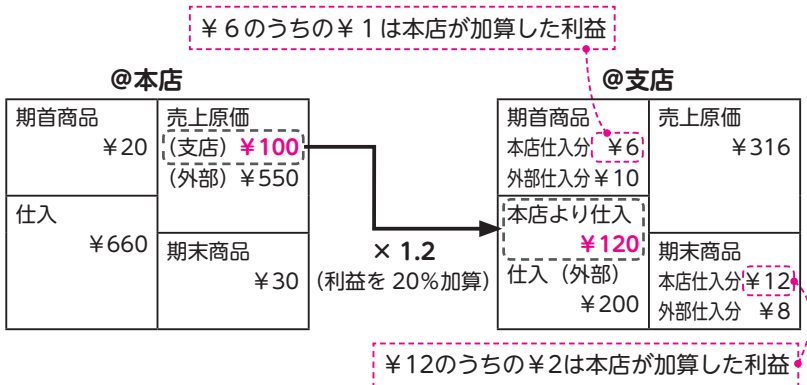 ￥6のうちの￥1は本店が加算した利益
@本店
期首商品
￥20
売上原価
(支店) ￥100
(外部) ￥550
仕入
￥660
期末商品
￥30
× 1.2
(利益を 20%加算)
@支店
期首商品
本店仕入分 ￥6
外部仕入分￥10
売上原価
￥316
本店より仕入
￥120
仕入（外部）
￥200
期末商品
本店仕入分￥12
外部仕入分 ￥8
￥12のうちの￥2は本店が加算した利益